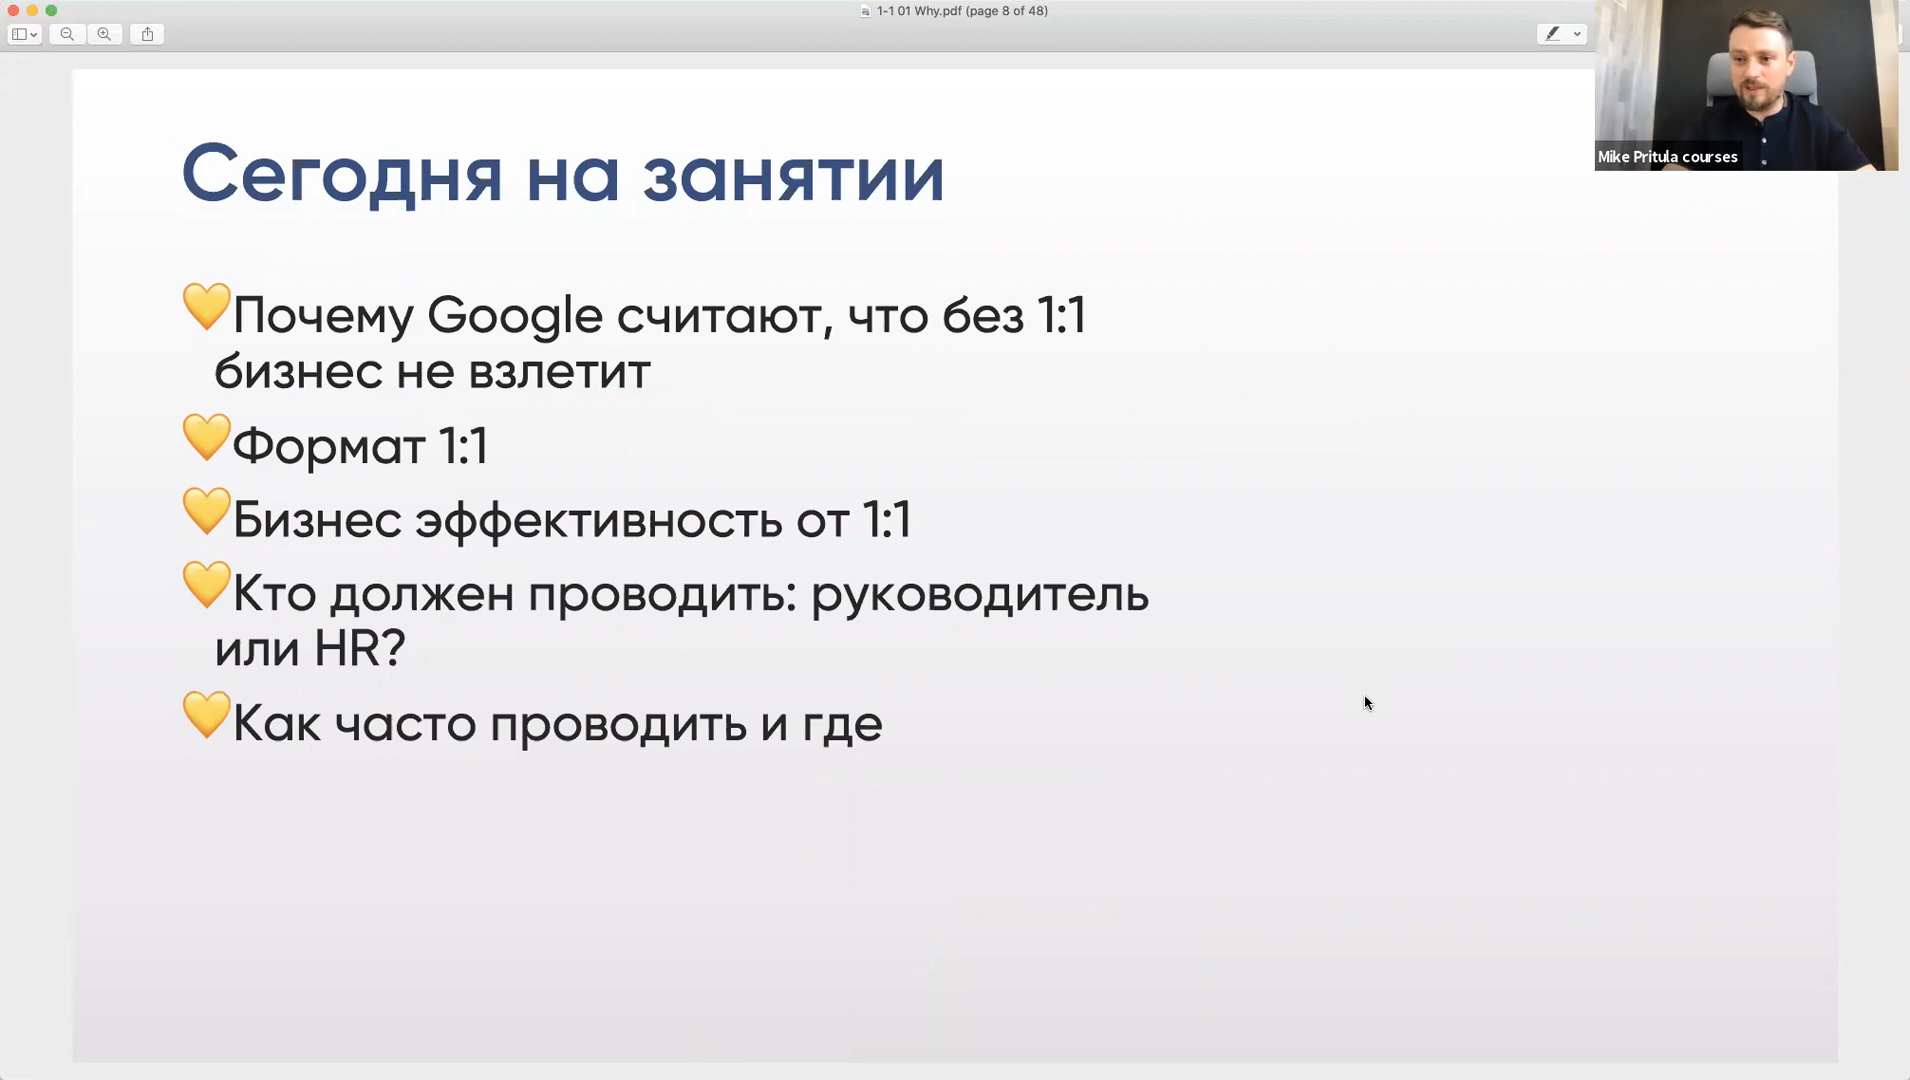 1-1 01 Why.pdf (page 8 of 48)
Mike Pritula courses
Сегодня на занятии
💛Почему Google считают, что без 1:1
бизнес не взлетит
💛Формат 1:1
💛Бизнес эффективность от 1:1
💛Кто должен проводить: руководитель
или HR?
💛Как часто проводить и где